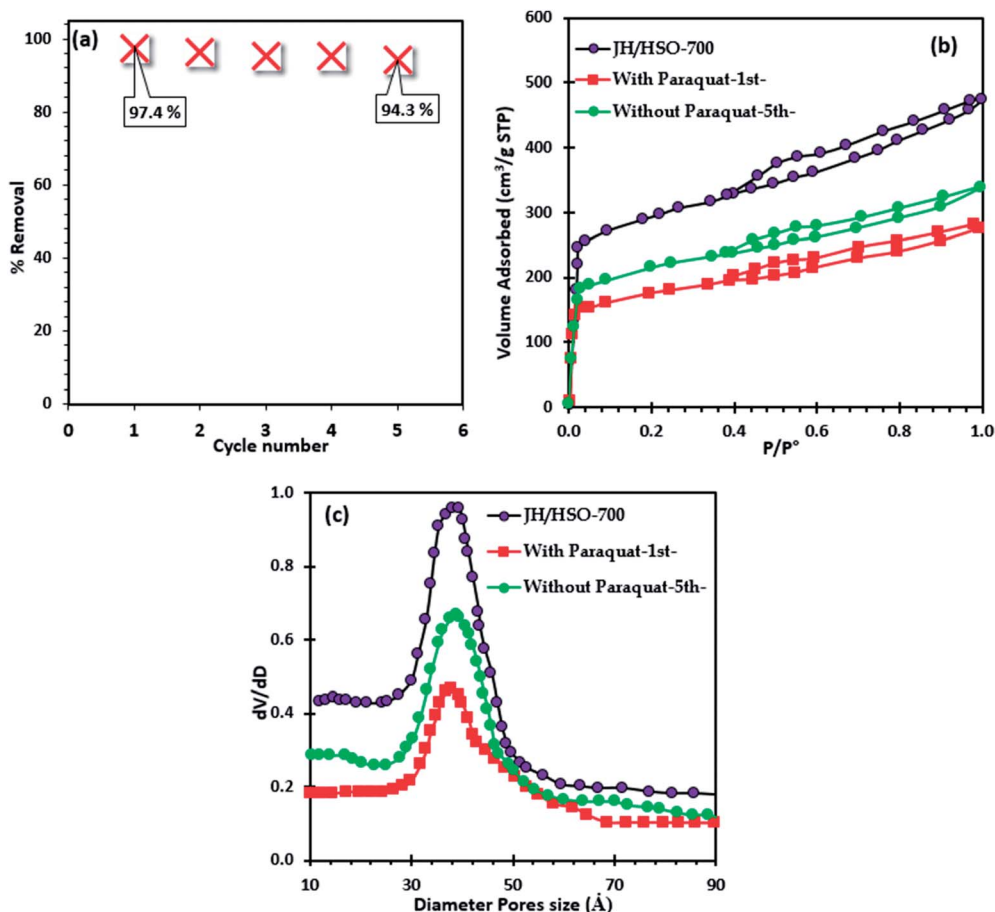 (a)
100
80
60
40
20
0
% Removal
97.4 %
94.3 %
0 1 2 3 4 5 6
Cycle number
(b)
600
500
400
300
200
100
0
Volume Adsorbed (cm³/g STP)
JH/HSO-700
With Paraquat-1st-
Without Paraquat-5th-
0.0 0.2 0.4 0.6 0.8 1.0
P/P°
(c)
1.0
0.8
0.6
0.4
0.2
0.0
dV/dD
JH/HSO-700
With Paraquat-1st-
Without Paraquat-5th-
10 30 50 70 90
Diameter Pores size (Å)